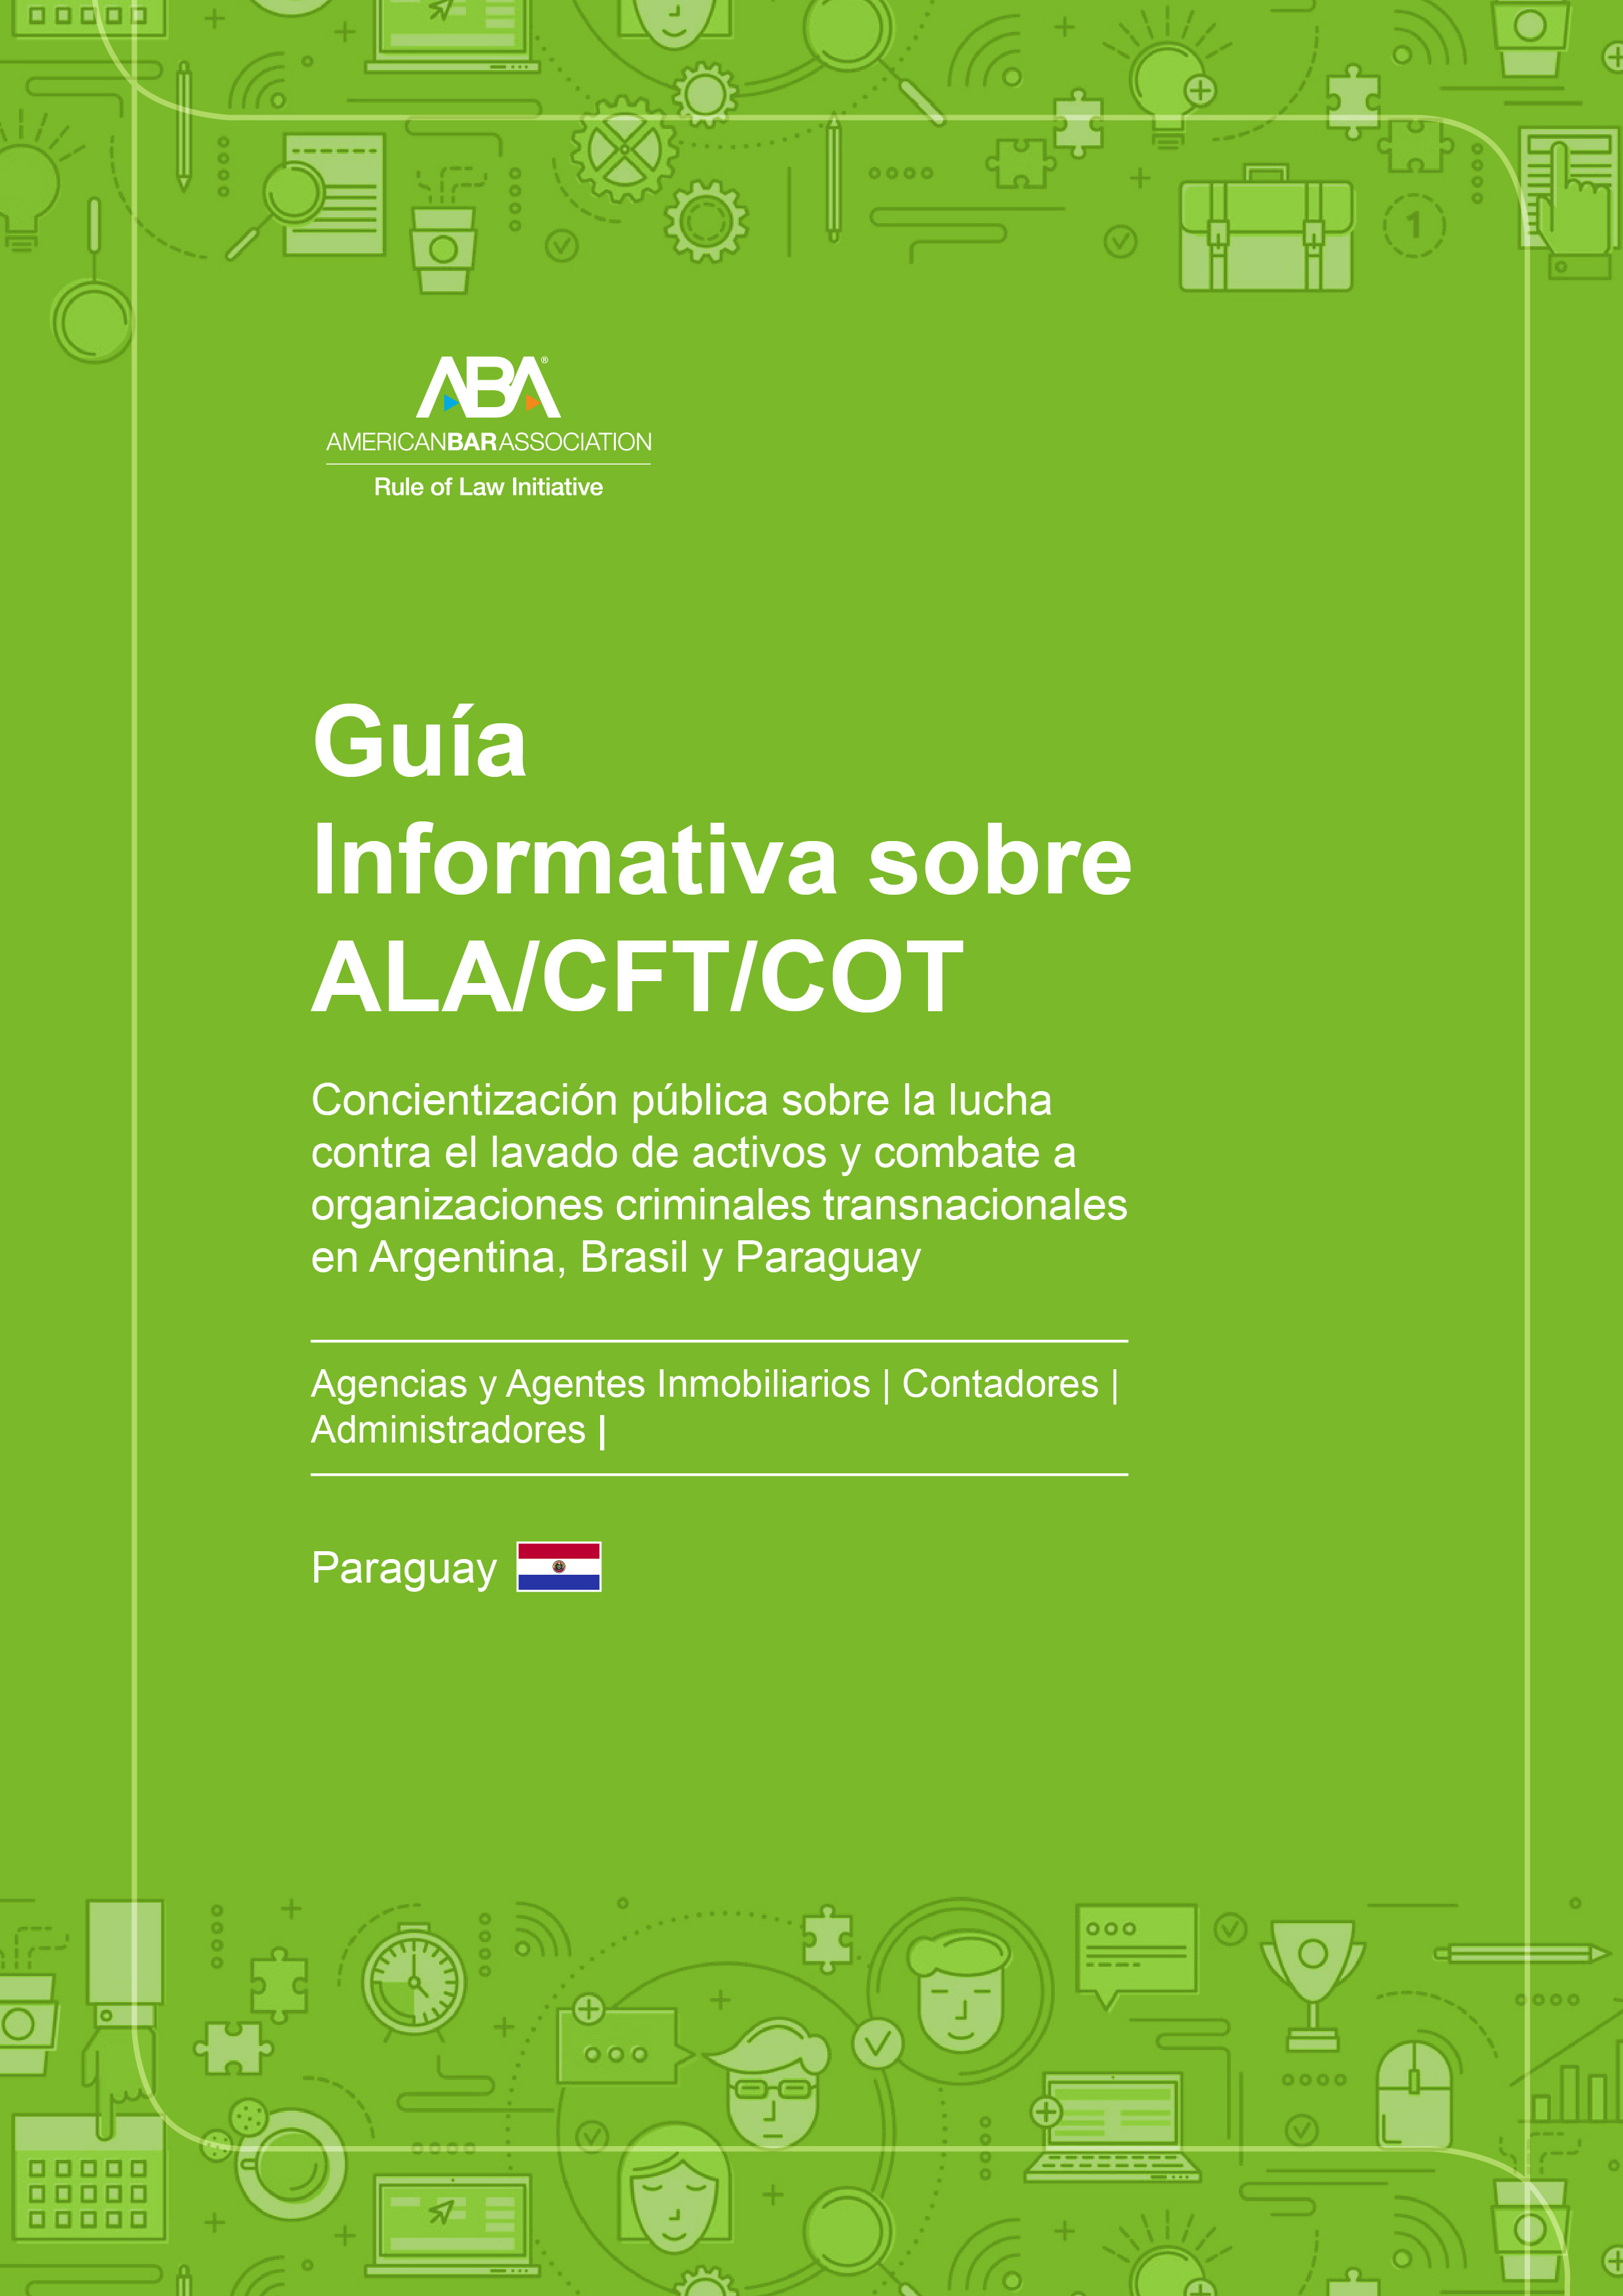 1
ABA®
AMERICANBARASSOCIATION
Rule of Law Initiative
Guía
Informativa sobre
ALA/CFT/COT
Concientización pública sobre la lucha
contra el lavado de activos y combate a
organizaciones criminales transnacionales
en Argentina, Brasil y Paraguay
Agencias y Agentes Inmobiliarios | Contadores |
Administradores |
Paraguay